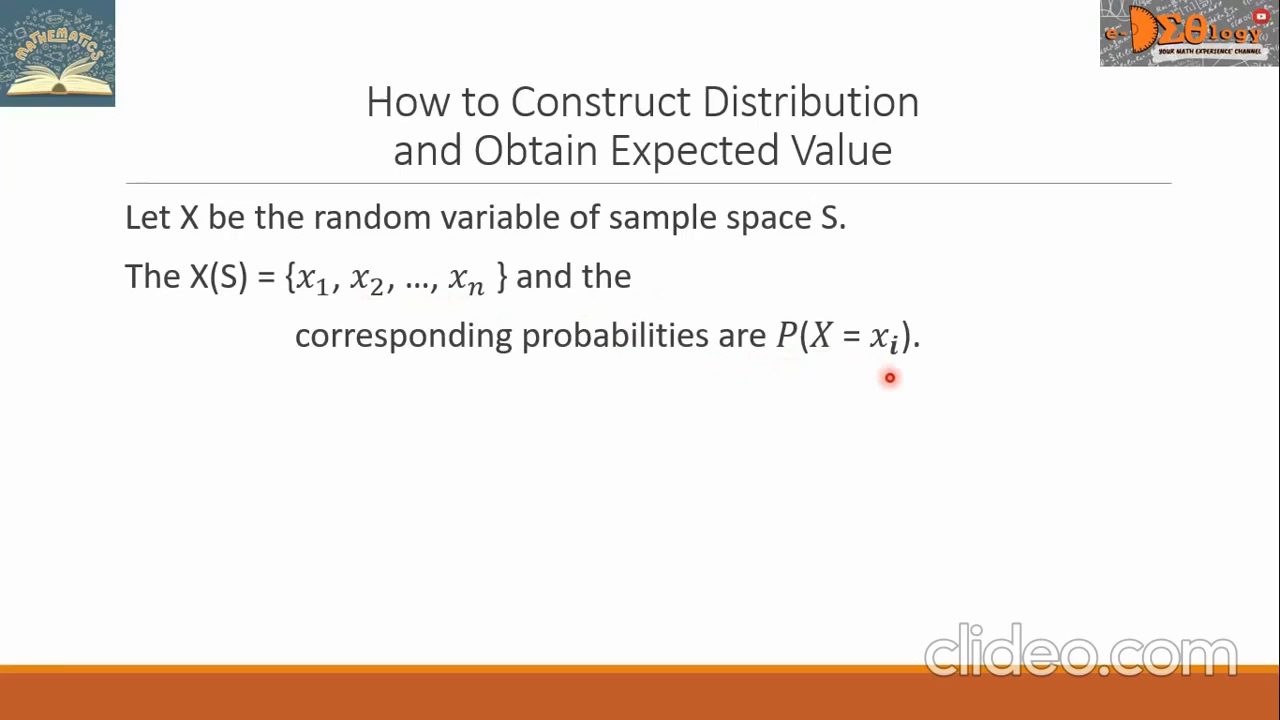 MATHEMATICS
e-DΣθlogy
YOUR MATH EXPERIENCE CHANNEL
How to Construct Distribution
and Obtain Expected Value
Let X be the random variable of sample space S.
The X(S) = {x₁, x₂, …, xₙ } and the
corresponding probabilities are P(X = xᵢ).
clideo.com